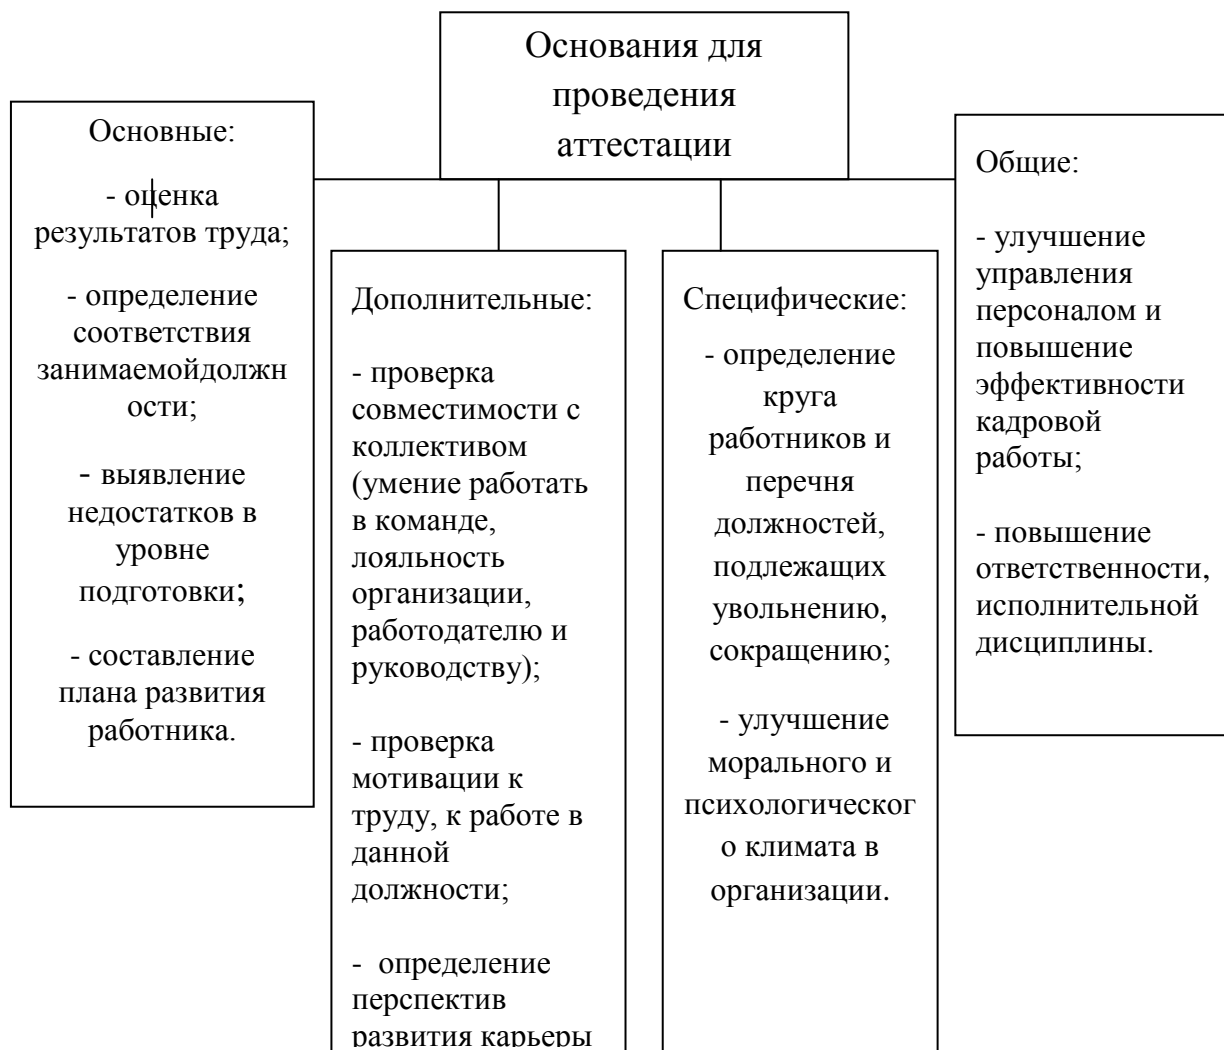 Основания для
проведения
аттестации
Основные:
- оценка
результатов труда;
- определение
соответствия
занимаемойдолжн
ости;
- выявление
недостатков в
уровне
подготовки;
- составление
плана развития
работника.
Дополнительные:
- проверка
совместимости с
коллективом
(умение работать
в команде,
лояльность
организации,
работодателю и
руководству);
- проверка
мотивации к
труду, к работе в
данной
должности;
- определение
перспектив
развития карьеры
Специфические:
- определение
круга
работников и
перечня
должностей,
подлежащих
увольнению,
сокращению;
- улучшение
морального и
психологическог
о климата в
организации.
Общие:
- улучшение
управления
персоналом и
повышение
эффективности
кадровой
работы;
- повышение
ответственности,
исполнительной
дисциплины.